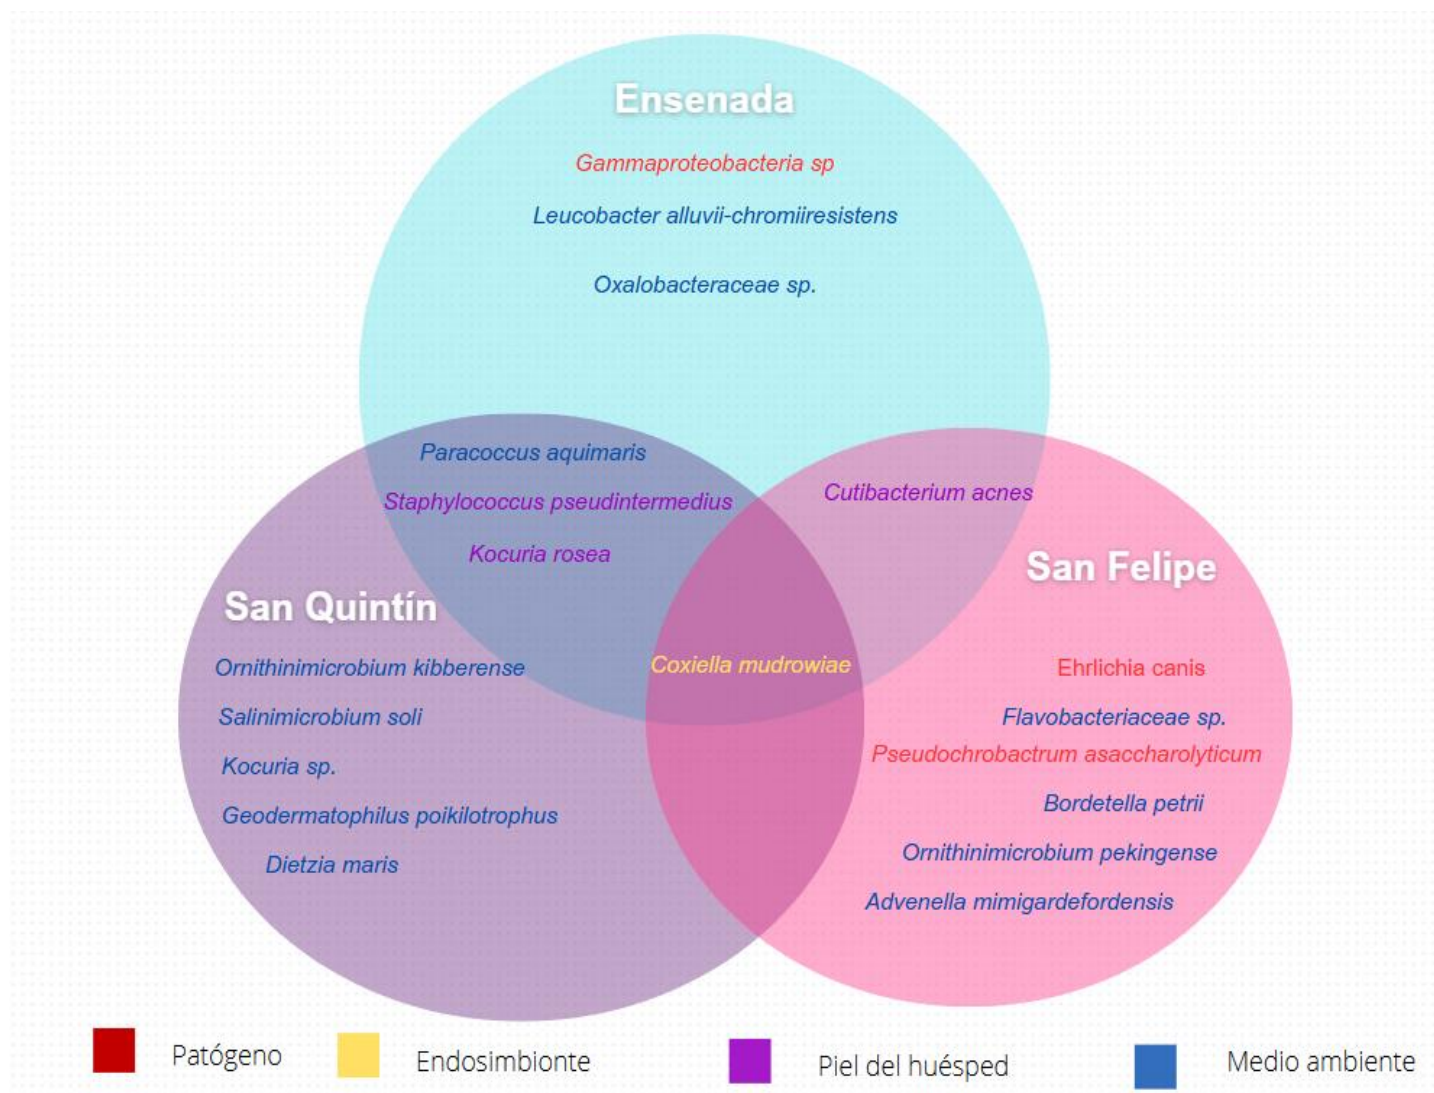 Ensenada
Gammaproteobacteria sp
Leucobacter alluvii-chromiiresistens
Oxalobacteraceae sp.
Paracoccus aquimaris
Staphylococcus pseudintermedius
Kocuria rosea
Cutibacterium acnes
San Felipe
San Quintín
Coxiella mudrowiae
Ornithinimicrobium kibberense
Salinimicrobium soli
Kocuria sp.
Geodermatophilus poikilotrophus
Dietzia maris
Ehrlichia canis
Flavobacteriaceae sp.
Pseudochrobactrum asaccharolyticum
Bordetella petrii
Ornithinimicrobium pekingense
Advenella mimigardefordensis
Patógeno
Endosimbionte
Piel del huésped
Medio ambiente